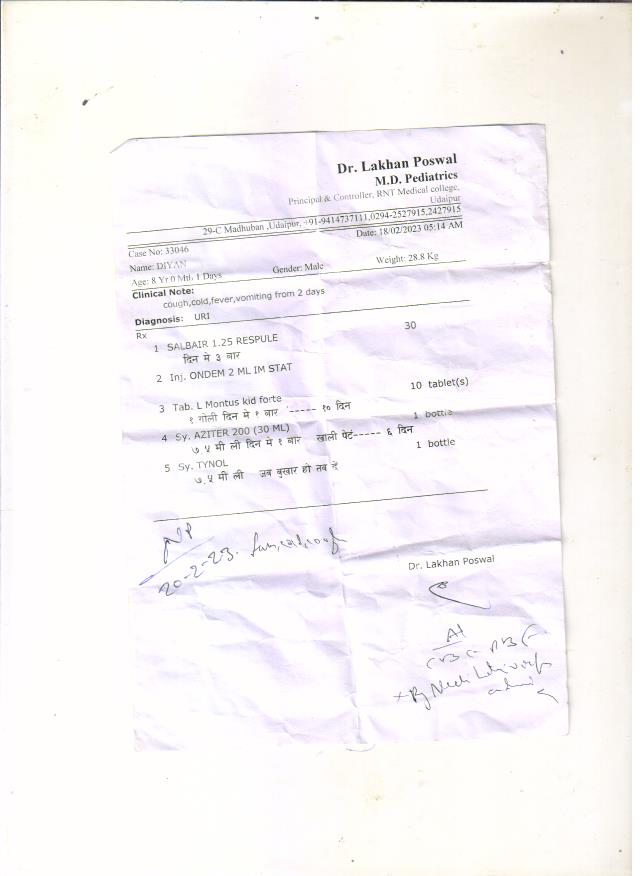 Dr. Lakhan Poswal
M.D. Pediatrics
Principal & Controller, RNT Medical college,
Udaipur
29-C Madhuban ,Udaipur, +91-9414737111,0294-2527915,2427915
Date: 18/02/2023 05:14 AM
Case No: 33046
Name: DIYAN
Age: 8 Yr 0 Mth 1 Days Gender: Male Weight: 28.8 Kg
Clinical Note:
cough,cold,fever,vomiting from 2 days
Diagnosis: URI
Rx
1 SALBAIR 1.25 RESPULE 30
दिन मे ३ बार
2 Inj. ONDEM 2 ML IM STAT
3 Tab. L Montus kid forte 10 tablet(s)
१ गोली दिन मे १ बार '----- १० दिन
4 Sy. AZITER 200 (30 ML) 1 bottle
७.५ मी ली दिन मे १ बार खाली पेटं----- ६ दिन
5 Sy. TYNOL 1 bottle
७.५ मी ली जब बुखार हो तब दें
20-2-23.
Dr. Lakhan Poswal